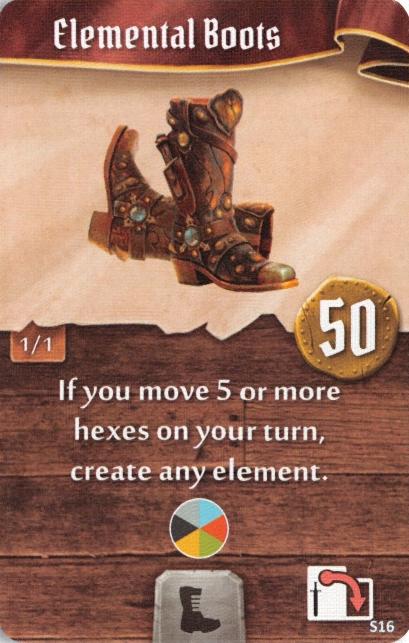 Elemental Boots
50
1/1
If you move 5 or more
hexes on your turn,
create any element.
S16